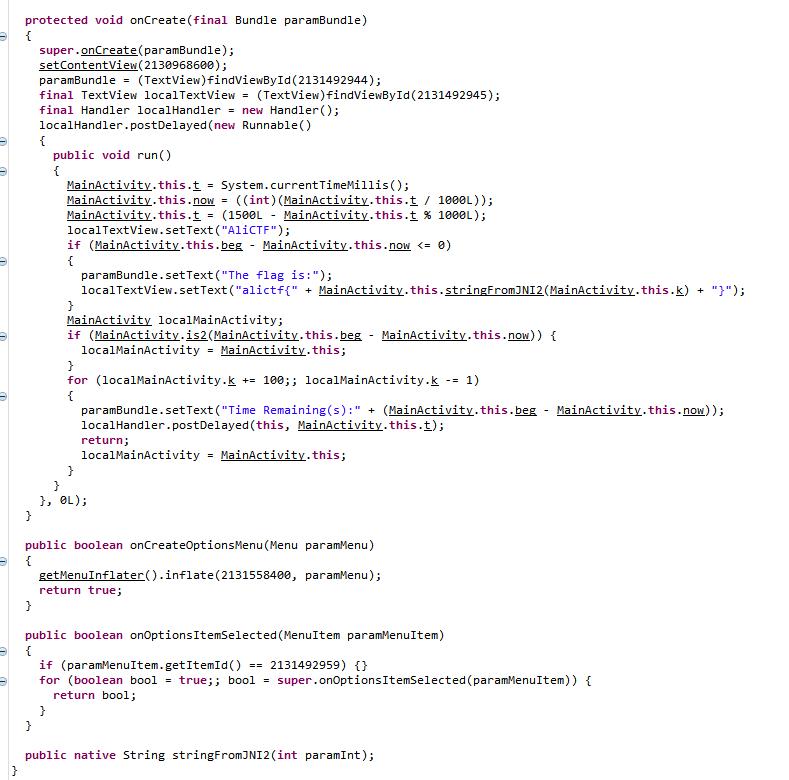 protected void onCreate(final Bundle paramBundle)
{
super.onCreate(paramBundle);
setContentView(2130968600);
paramBundle = (TextView)findViewById(2131492944);
final TextView localTextView = (TextView)findViewById(2131492945);
final Handler localHandler = new Handler();
localHandler.postDelayed(new Runnable()
{
public void run()
{
MainActivity.this.t = System.currentTimeMillis();
MainActivity.this.now = ((int)(MainActivity.this.t / 1000L));
MainActivity.this.t = (1500L - MainActivity.this.t % 1000L);
localTextView.setText("AliCTF");
if (MainActivity.this.beg - MainActivity.this.now <= 0)
{
paramBundle.setText("The flag is:");
localTextView.setText("alictf{" + MainActivity.this.stringFromJNI2(MainActivity.this.k) + "}");
}
MainActivity localMainActivity;
if (MainActivity.is2(MainActivity.this.beg - MainActivity.this.now)) {
localMainActivity = MainActivity.this;
}
for (localMainActivity.k += 100;; localMainActivity.k -= 1)
{
paramBundle.setText("Time Remaining(s):" + (MainActivity.this.beg - MainActivity.this.now));
localHandler.postDelayed(this, MainActivity.this.t);
return;
localMainActivity = MainActivity.this;
}
}
}, 0L);
}
public boolean onCreateOptionsMenu(Menu paramMenu)
{
getMenuInflater().inflate(2131558400, paramMenu);
return true;
}
public boolean onOptionsItemSelected(MenuItem paramMenuItem)
{
if (paramMenuItem.getItemId() == 2131492959) {}
for (boolean bool = true;; bool = super.onOptionsItemSelected(paramMenuItem)) {
return bool;
}
}
public native String stringFromJNI2(int paramInt);
}